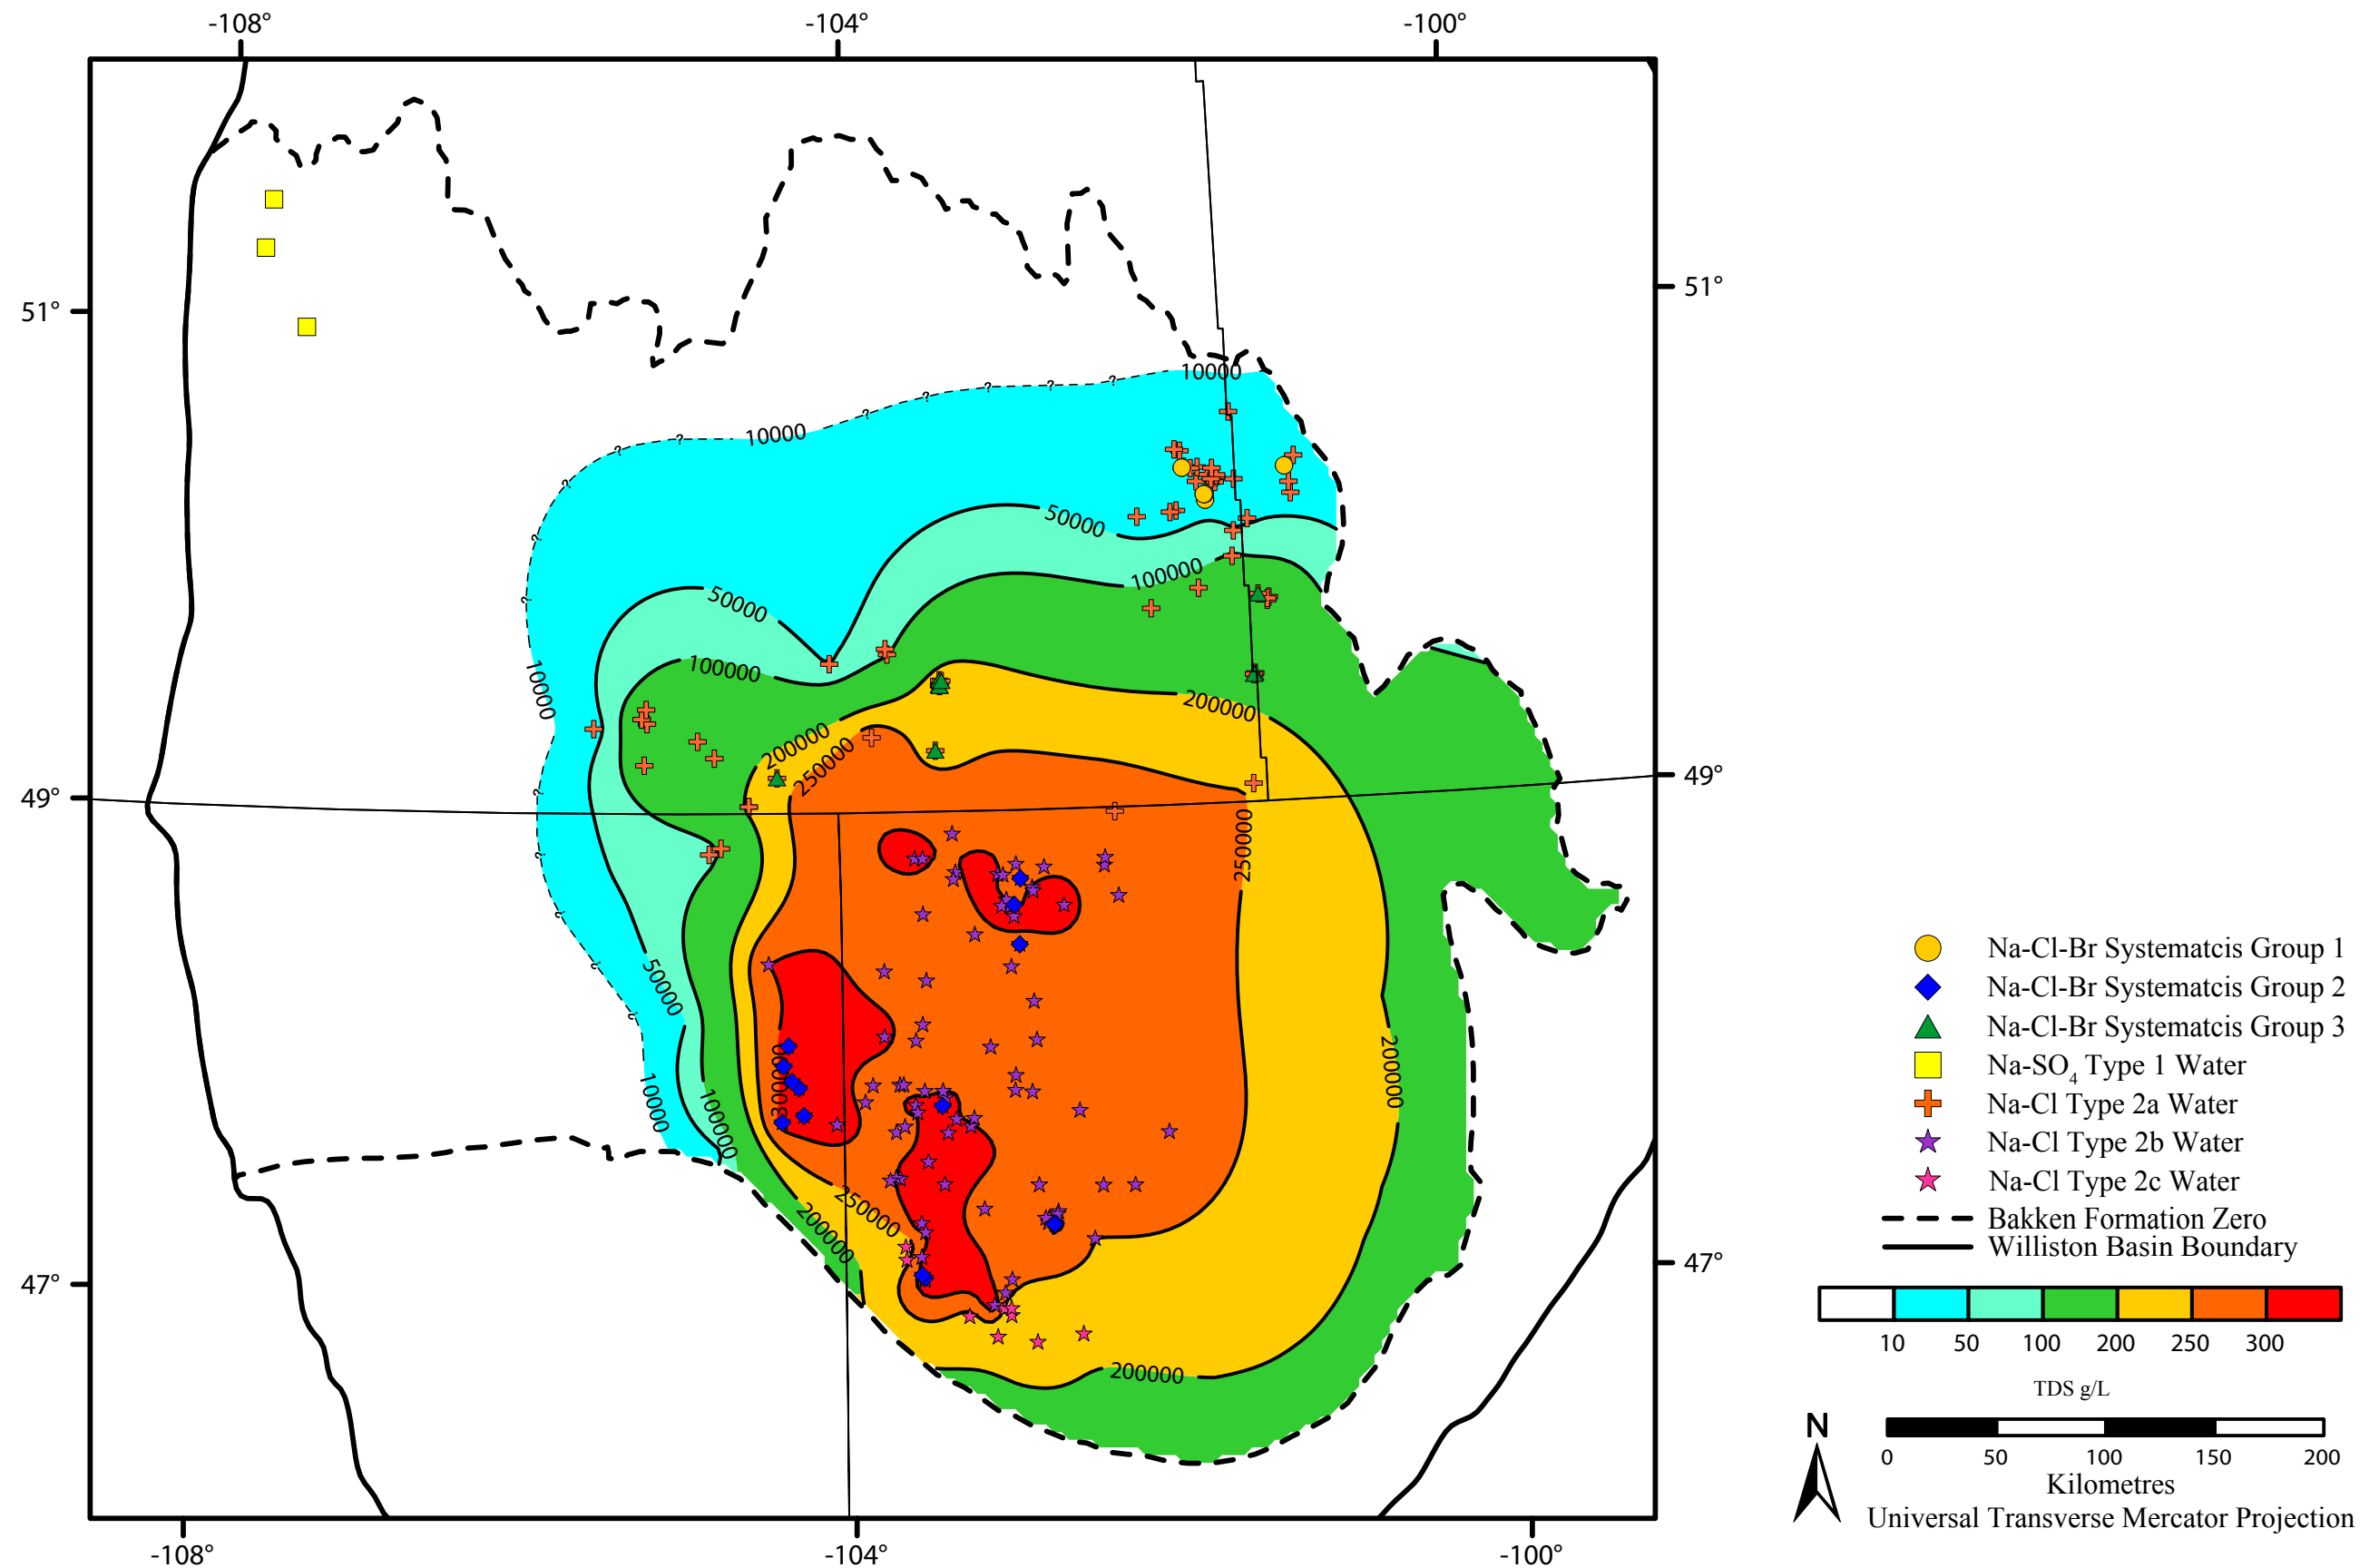 -108°
-104°
-100°
51°
51°
10000
10000
50000
100000
50000
100000
10000
200000
200000
250000
49°
49°
250000
50000
300000
10000
100000
200000
250000
200000
200000
47°
47°
-108°
-104°
-100°
Na-Cl-Br Systematcis Group 1
Na-Cl-Br Systematcis Group 2
Na-Cl-Br Systematcis Group 3
Na-SO4 Type 1 Water
Na-Cl Type 2a Water
Na-Cl Type 2b Water
Na-Cl Type 2c Water
Bakken Formation Zero
Williston Basin Boundary
10 50 100 200 250 300
TDS g/L
N
0 50 100 150 200
Kilometres
Universal Transverse Mercator Projection